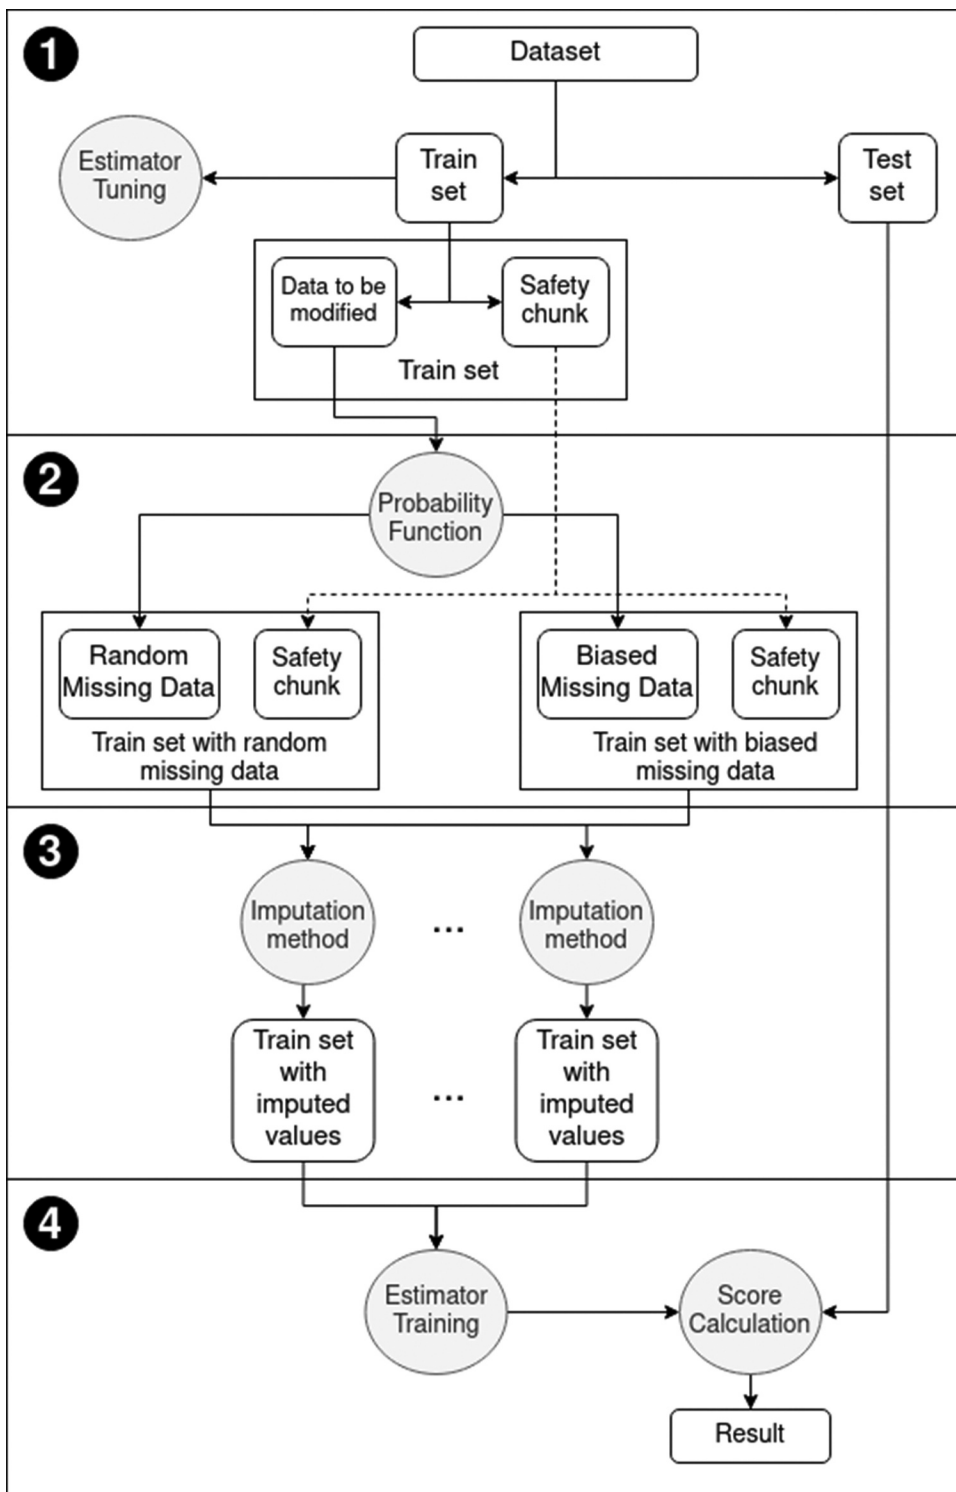 1
Dataset
Estimator
Tuning
Train
set
Test
set
Data to be
modified
Safety
chunk
Train set
2
Probability
Function
Random
Missing Data
Safety
chunk
Train set with random
missing data
Biased
Missing Data
Safety
chunk
Train set with biased
missing data
3
Imputation
method
...
Imputation
method
Train set
with
imputed
values
...
Train set
with
imputed
values
4
Estimator
Training
Score
Calculation
Result